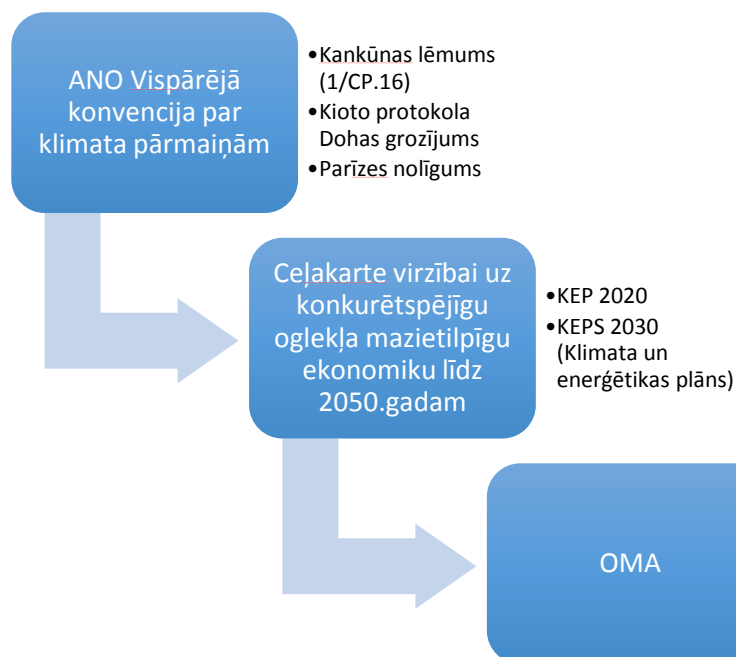 ANO Vispārējā
konvencija par
klimata pārmaiņām
•Kankūnas lēmums
(1/CP.16)
•Kioto protokola
Dohas grozījums
•Parīzes nolīgums
Ceļakarte virzībai uz
konkurētspējīgu
oglekļa mazietilpīgu
ekonomiku līdz
2050.gadam
•KEP 2020
•KEPS 2030
(Klimata un
enerģētikas plāns)
OMA